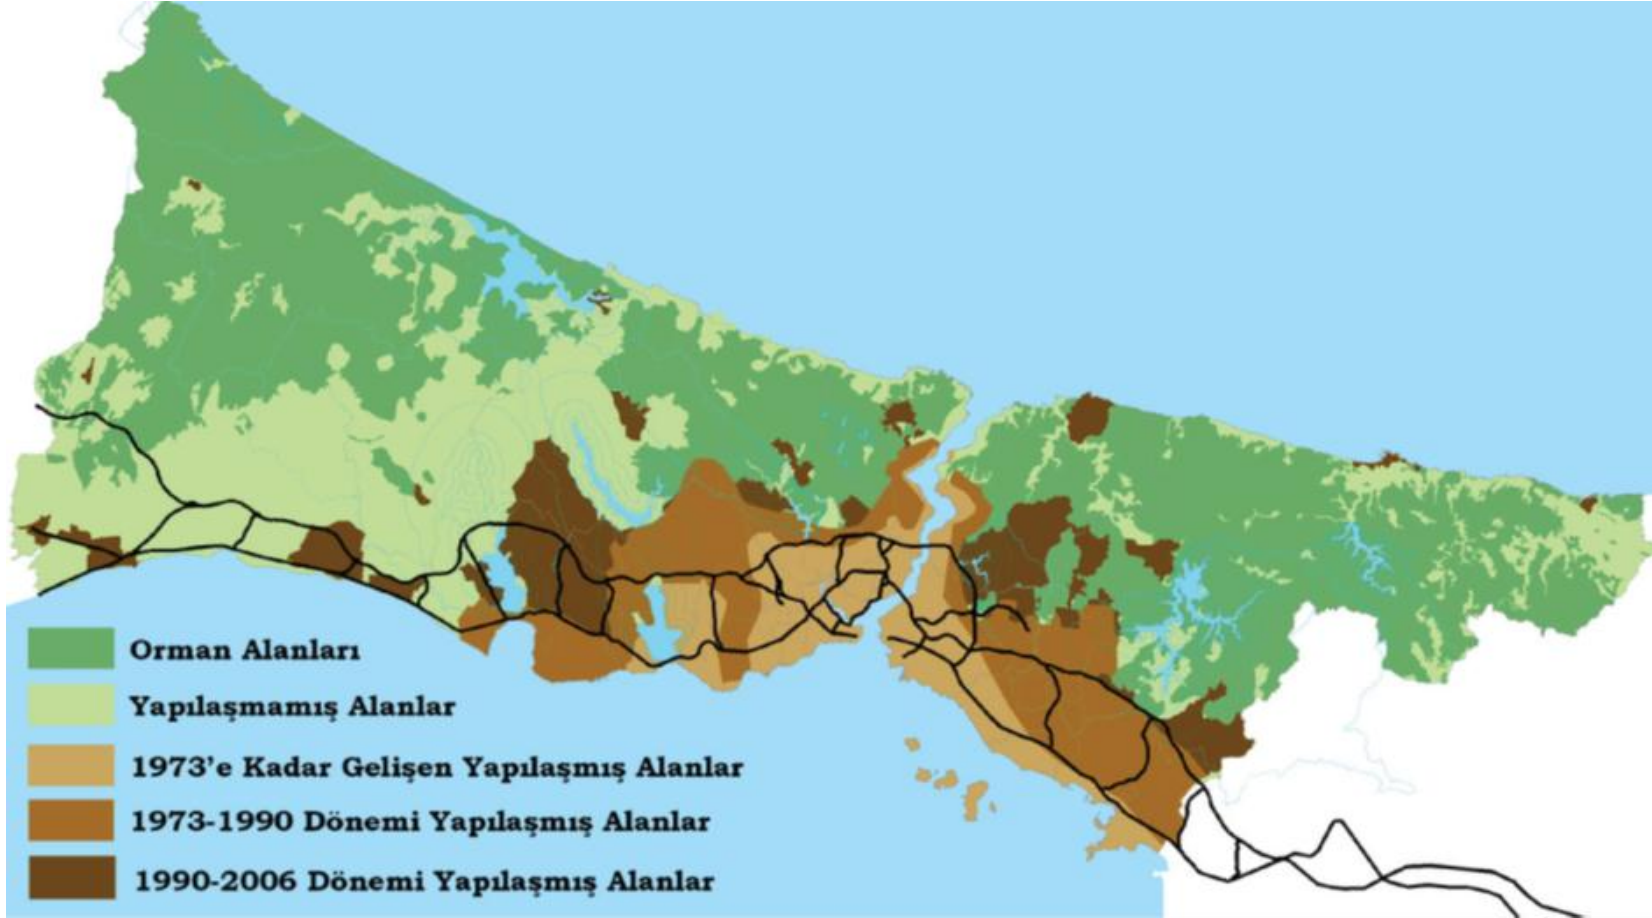 Orman Alanları
Yapılaşmamış Alanlar
1973'e Kadar Gelişen Yapılaşmış Alanlar
1973-1990 Dönemi Yapılaşmış Alanlar
1990-2006 Dönemi Yapılaşmış Alanlar